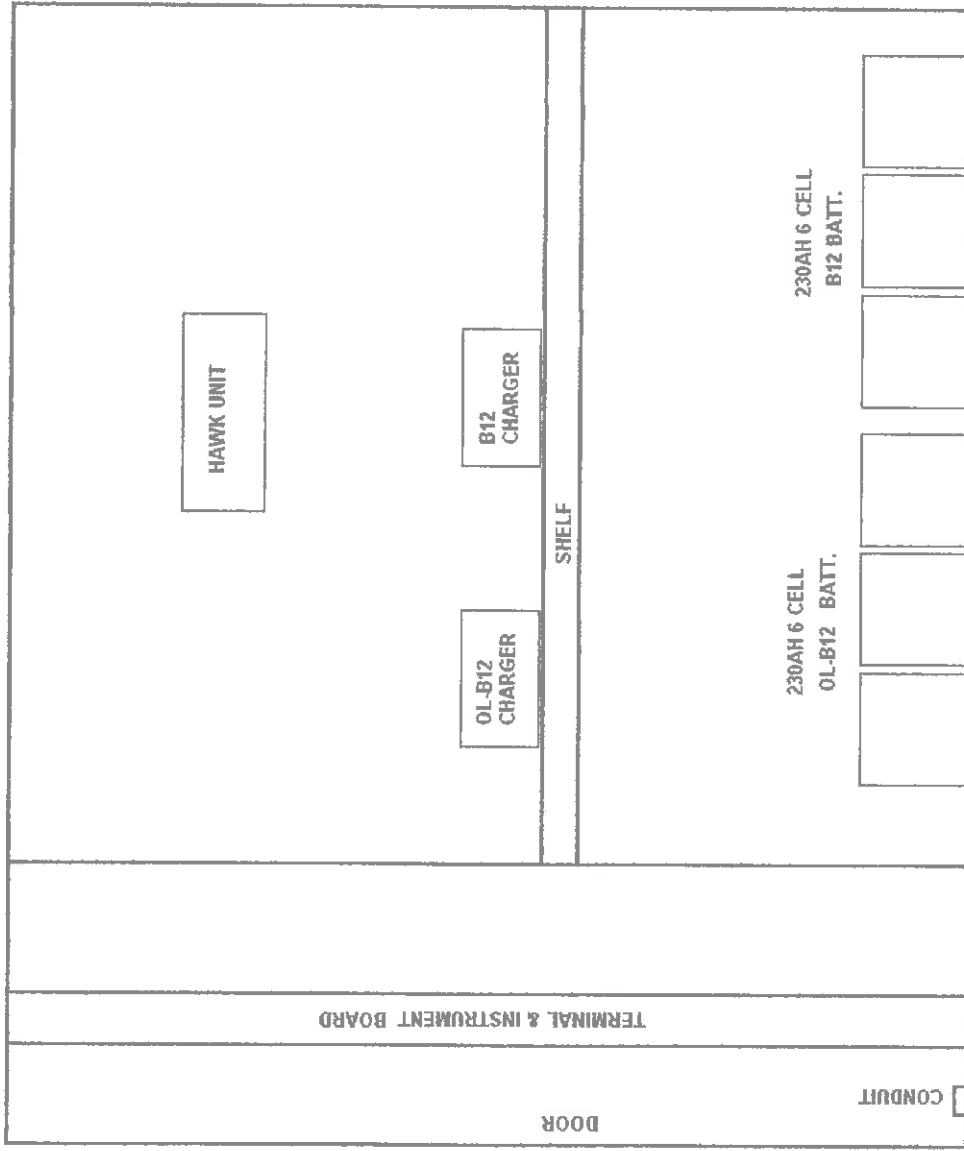 HAWK UNIT
OL-B12
CHARGER
B12
CHARGER
SHELF
230AH 6 CELL
OL-B12 BATT.
230AH 6 CELL
B12 BATT.
TERMINAL & INSTRUMENT BOARD
DOOR
CONDUIT